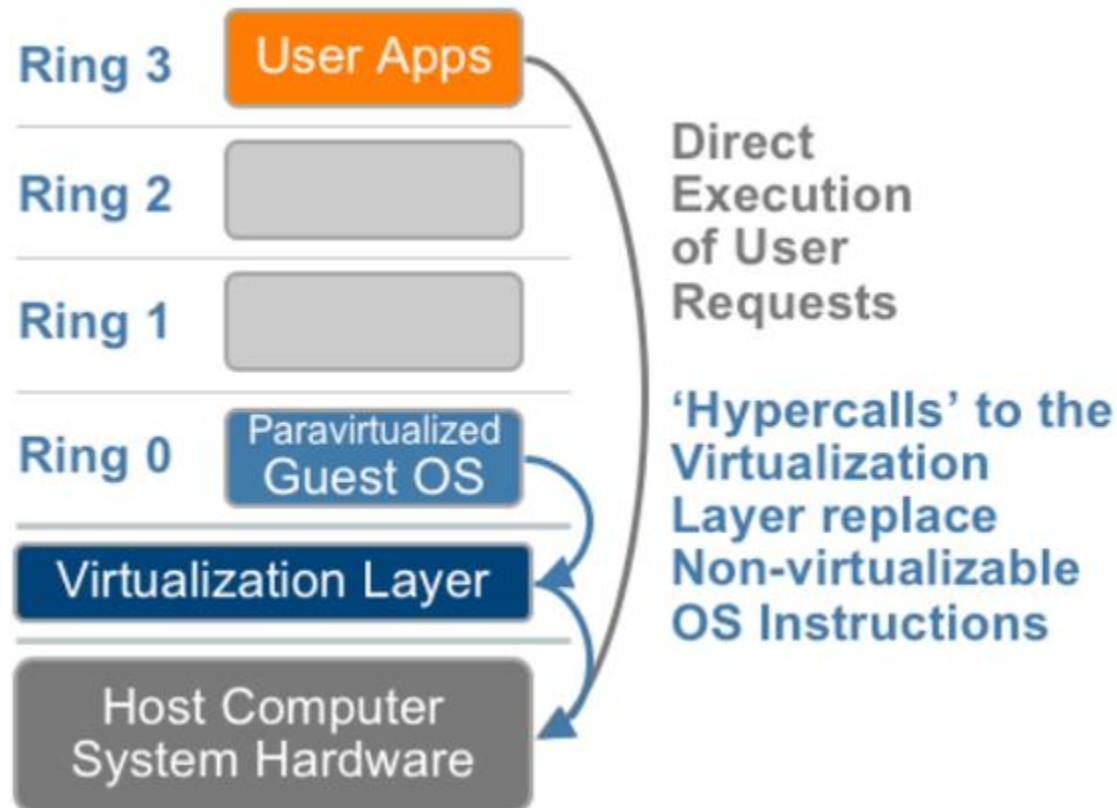 Ring 3
User Apps
Ring 2
Ring 1
Ring 0
Paravirtualized
Guest OS
Virtualization Layer
Host Computer
System Hardware
Direct
Execution
of User
Requests
‘Hypercalls’ to the
Virtualization
Layer replace
Non-virtualizable
OS Instructions